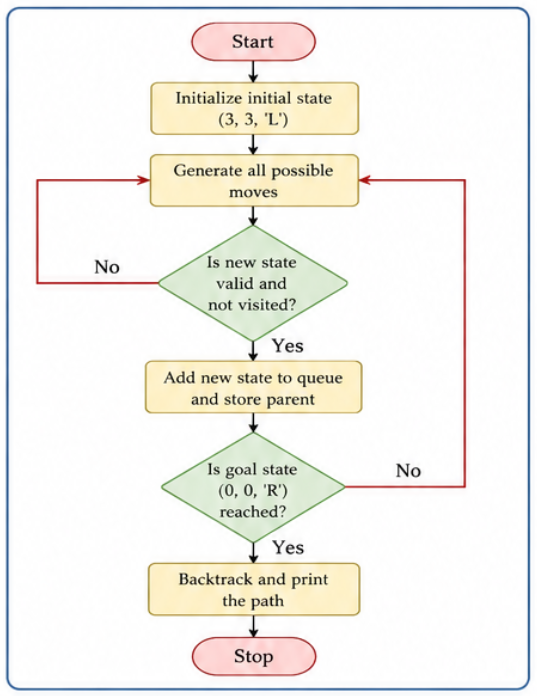 Start
Initialize initial state
(3, 3, 'L')
Generate all possible
moves
Is new state
valid and
not visited?
No
Yes
Add new state to queue
and store parent
Is goal state
(0, 0, 'R')
reached?
No
Yes
Backtrack and print
the path
Stop